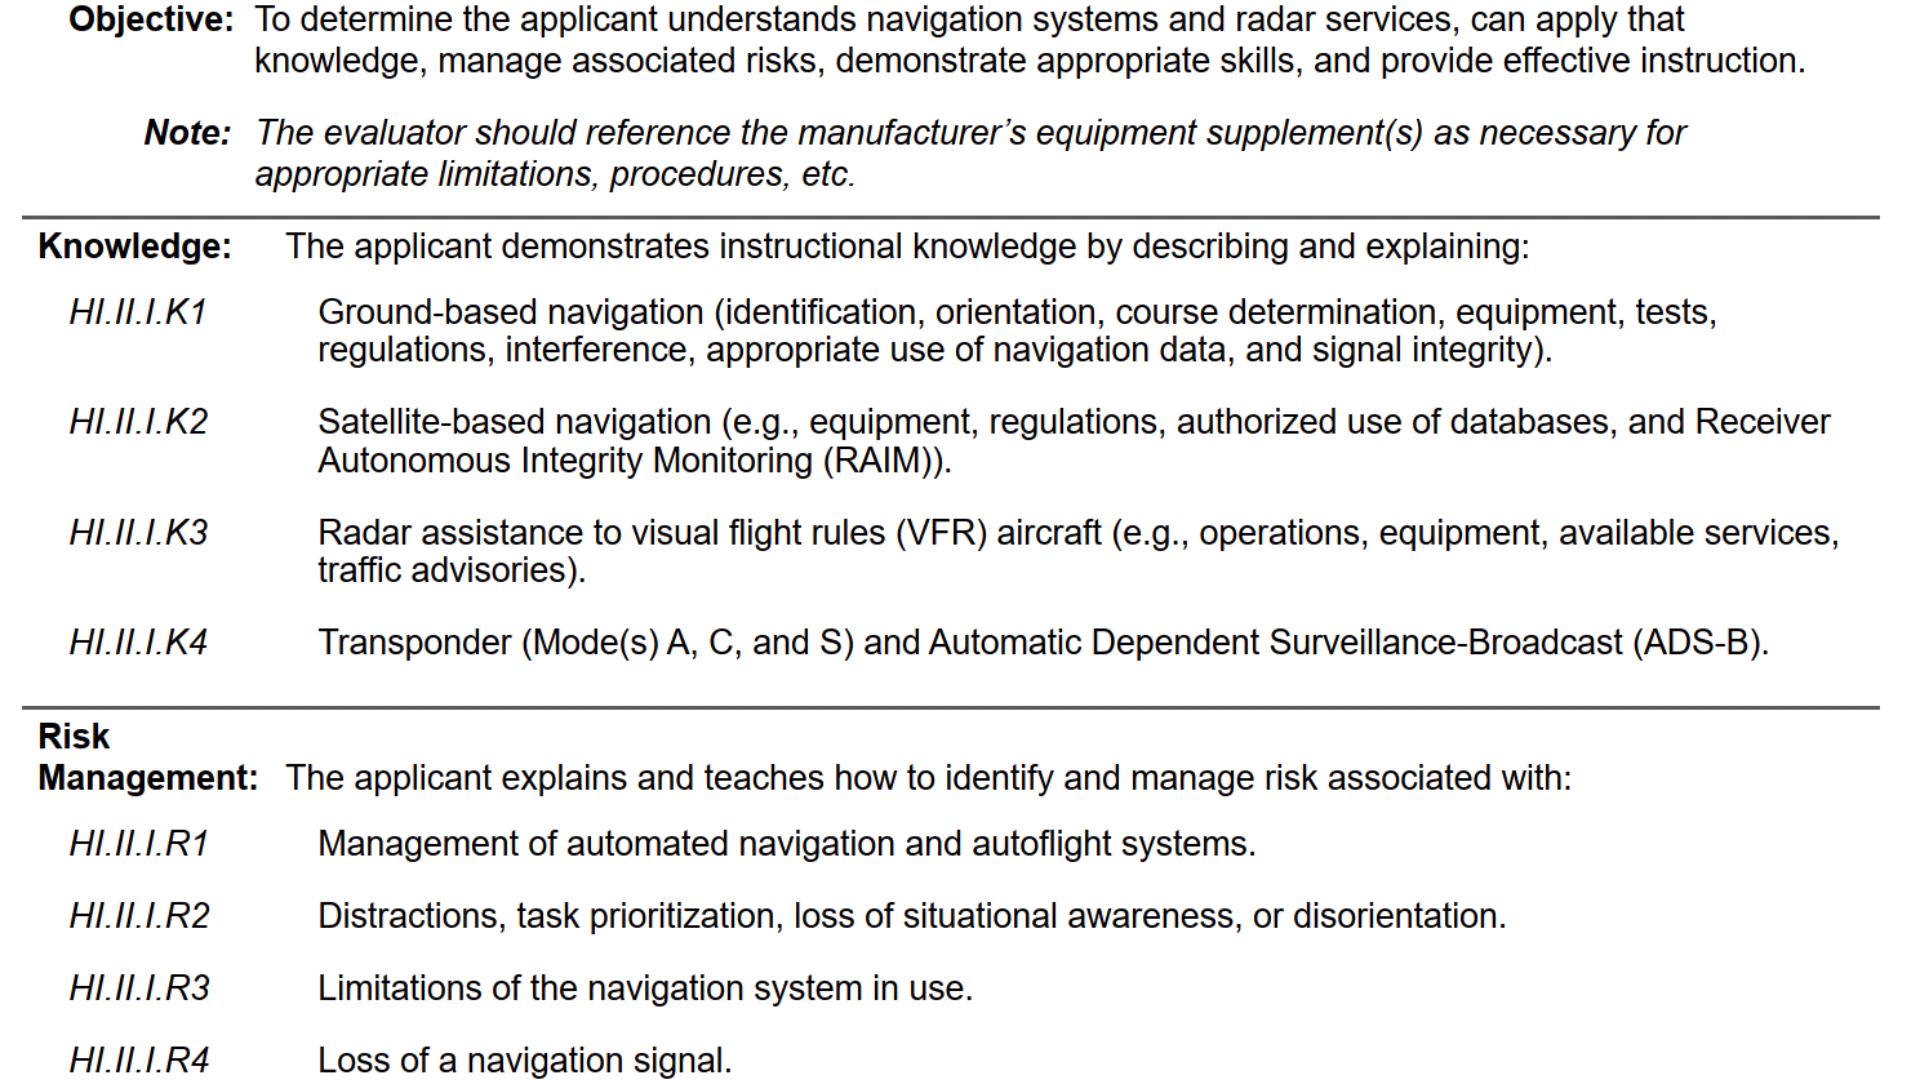 Objective: To determine the applicant understands navigation systems and radar services, can apply that
knowledge, manage associated risks, demonstrate appropriate skills, and provide effective instruction.
Note: The evaluator should reference the manufacturer’s equipment supplement(s) as necessary for
appropriate limitations, procedures, etc.
Knowledge: The applicant demonstrates instructional knowledge by describing and explaining:
HI.II.I.K1 Ground-based navigation (identification, orientation, course determination, equipment, tests,
regulations, interference, appropriate use of navigation data, and signal integrity).
HI.II.I.K2 Satellite-based navigation (e.g., equipment, regulations, authorized use of databases, and Receiver
Autonomous Integrity Monitoring (RAIM)).
HI.II.I.K3 Radar assistance to visual flight rules (VFR) aircraft (e.g., operations, equipment, available services,
traffic advisories).
HI.II.I.K4 Transponder (Mode(s) A, C, and S) and Automatic Dependent Surveillance-Broadcast (ADS-B).
Risk
Management: The applicant explains and teaches how to identify and manage risk associated with:
HI.II.I.R1 Management of automated navigation and autoflight systems.
HI.II.I.R2 Distractions, task prioritization, loss of situational awareness, or disorientation.
HI.II.I.R3 Limitations of the navigation system in use.
HI.II.I.R4 Loss of a navigation signal.